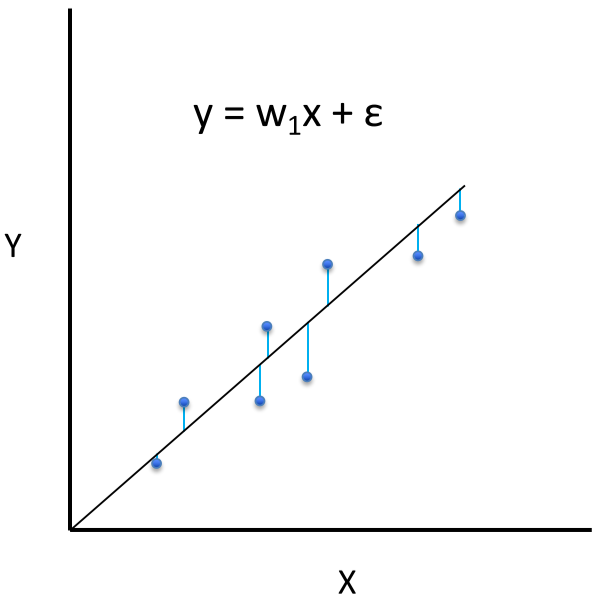 y = w₁x + ε
Y
X